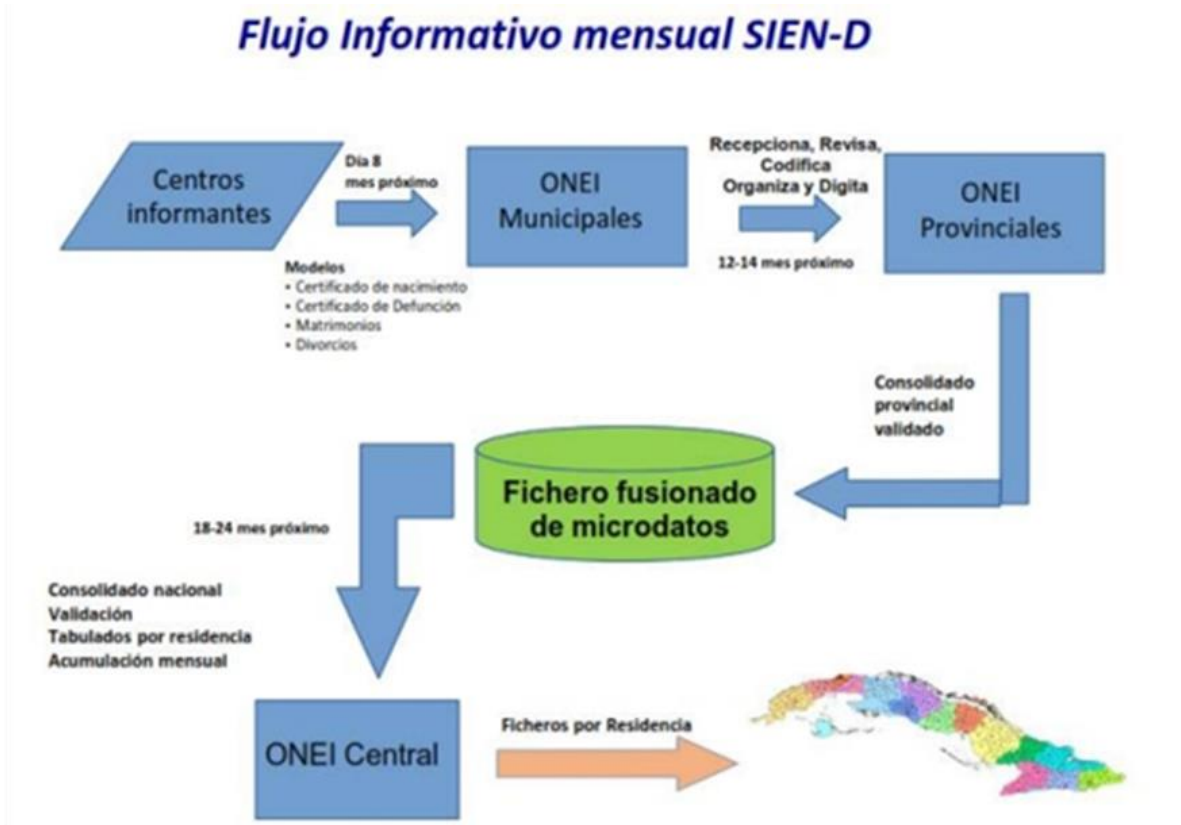 Flujo Informativo mensual SIEN-D
Centros
informantes
Día 8
mes próximo
Modelos
• Certificado de nacimiento
• Certificado de Defunción
• Matrimonios
• Divorcios
ONEI
Municipales
Recepciona, Revisa,
Codifica
Organiza y Digita
12-14 mes próximo
ONEI
Provinciales
Consolidado
provincial
validado
Fichero fusionado
de microdatos
18-24 mes próximo
Consolidado nacional
Validación
Tabulados por residencia
Acumulación mensual
ONEI Central
Ficheros por Residencia